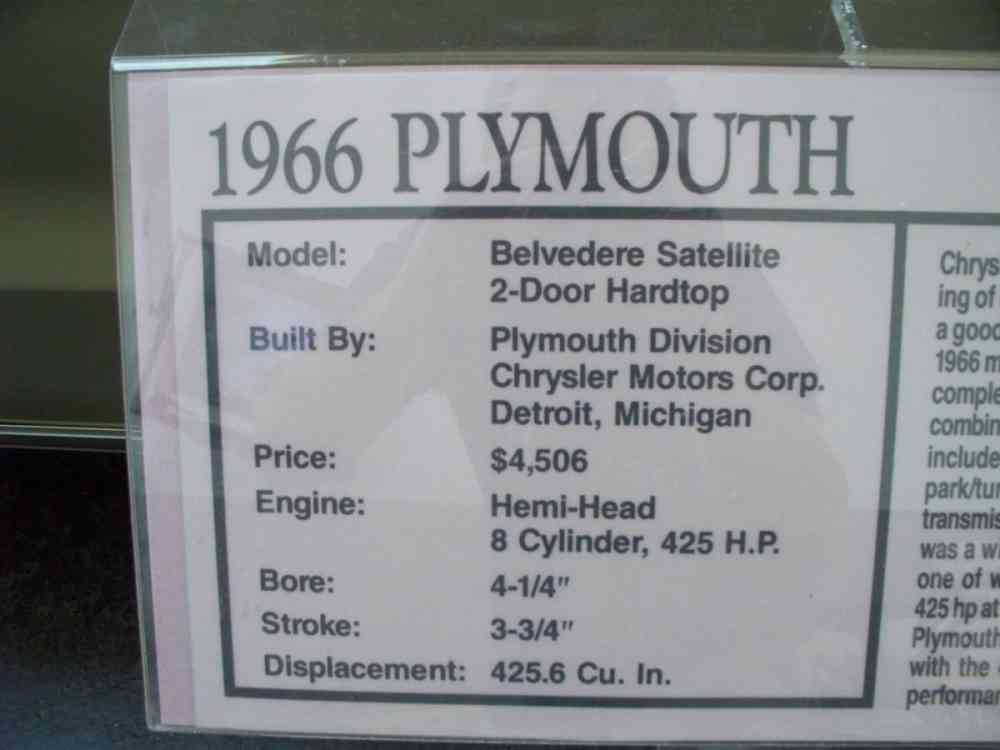 1966 PLYMOUTH
Model: Belvedere Satellite
2-Door Hardtop
Built By: Plymouth Division
Chrysler Motors Corp.
Detroit, Michigan
Price: $4,506
Engine: Hemi-Head
8 Cylinder, 425 H.P.
Bore: 4-1/4"
Stroke: 3-3/4"
Displacement: 425.6 Cu. In.
ing of
a good
1966
include
was a
one of
425 hp at
Plymouth
with the